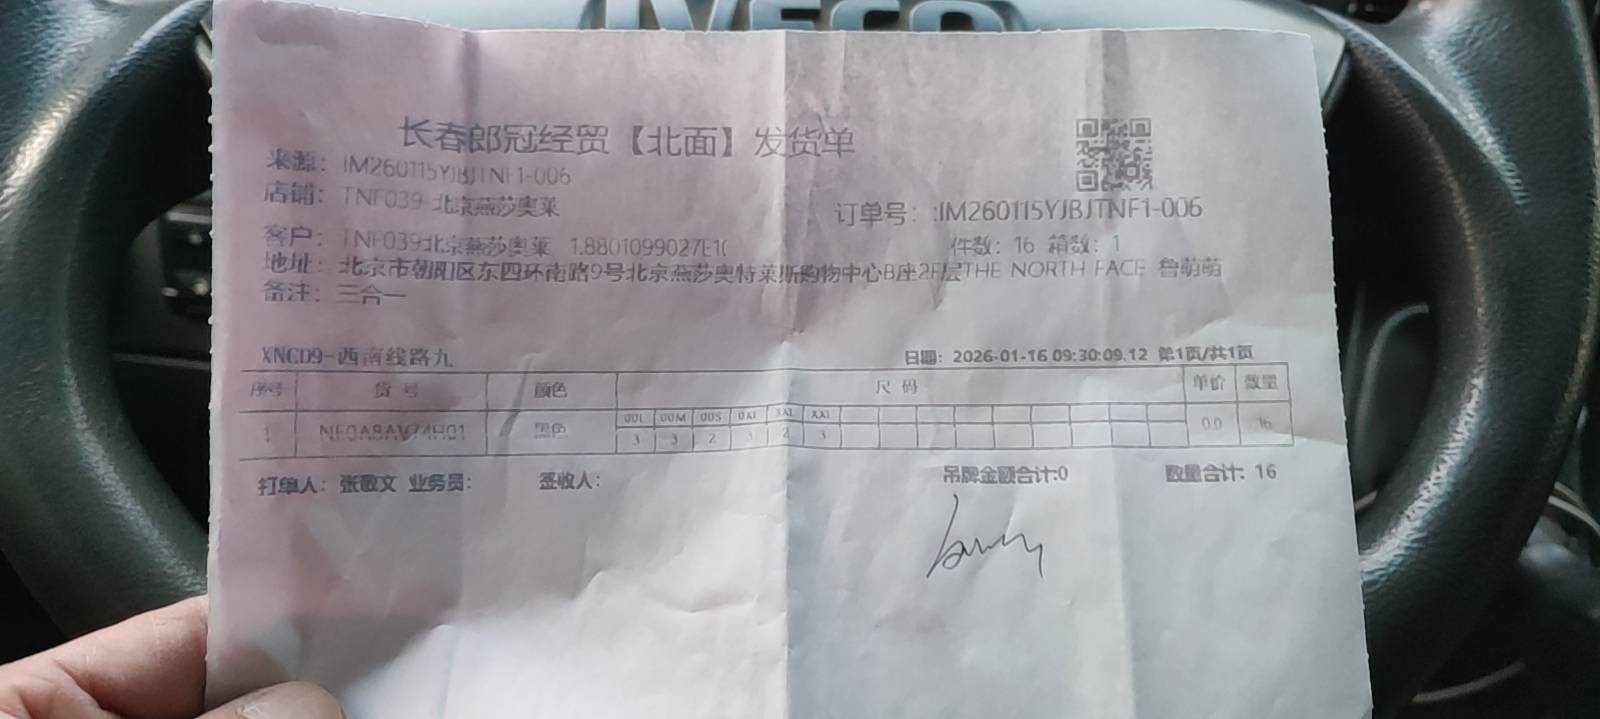 IVECO
长春郎冠经贸【北面】发货单
来源: IM260115YJBJTNF1-006
店铺: TNF039-北京燕莎奥莱
订单号: :IM260115YJBJTNF1-006
客户: TNF039北京燕莎奥莱 1.8801099027E1( 件数: 16 箱数: 1
地址: 北京市朝阳区东四环南路9号北京燕莎奥特莱斯购物中心B座2F层THE NORTH FACE 鲁萌萌
备注: 三合一
XNCD9-西南线路九 日期: 2026-01-16 09:30:09.12 第1页/共1页
序号 货号 颜色 尺码 单价 数量
00L 00M 00S 0XL 3XL XXL
1 NF0A8AV74H01 黑色 3 3 2 3 2 3 0.0 16
打单人: 张敬文 业务员: 签收人: 吊牌金额合计:0 数量合计: 16